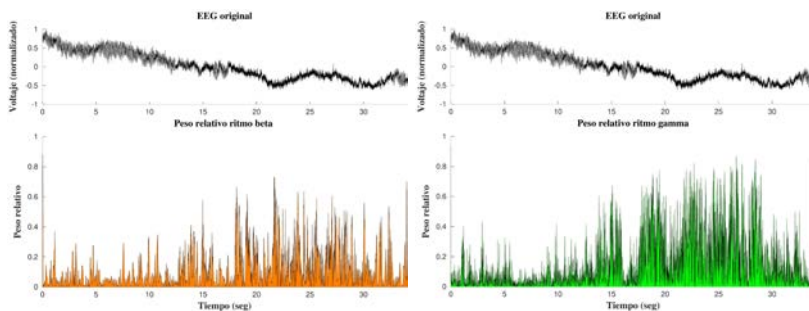 EEG original
Voltaje (normalizado)
1
0.5
0
-0.5
-1
0 5 10 15 20 25 30
Peso relativo ritmo beta
Peso relativo
1
0.8
0.6
0.4
0.2
0
0 5 10 15 20 25 30
Tiempo (seg)
EEG original
Voltaje (normalizado)
1
0.5
0
-0.5
-1
0 5 10 15 20 25 30
Peso relativo ritmo gamma
Peso relativo
1
0.8
0.6
0.4
0.2
0
0 5 10 15 20 25 30
Tiempo (seg)